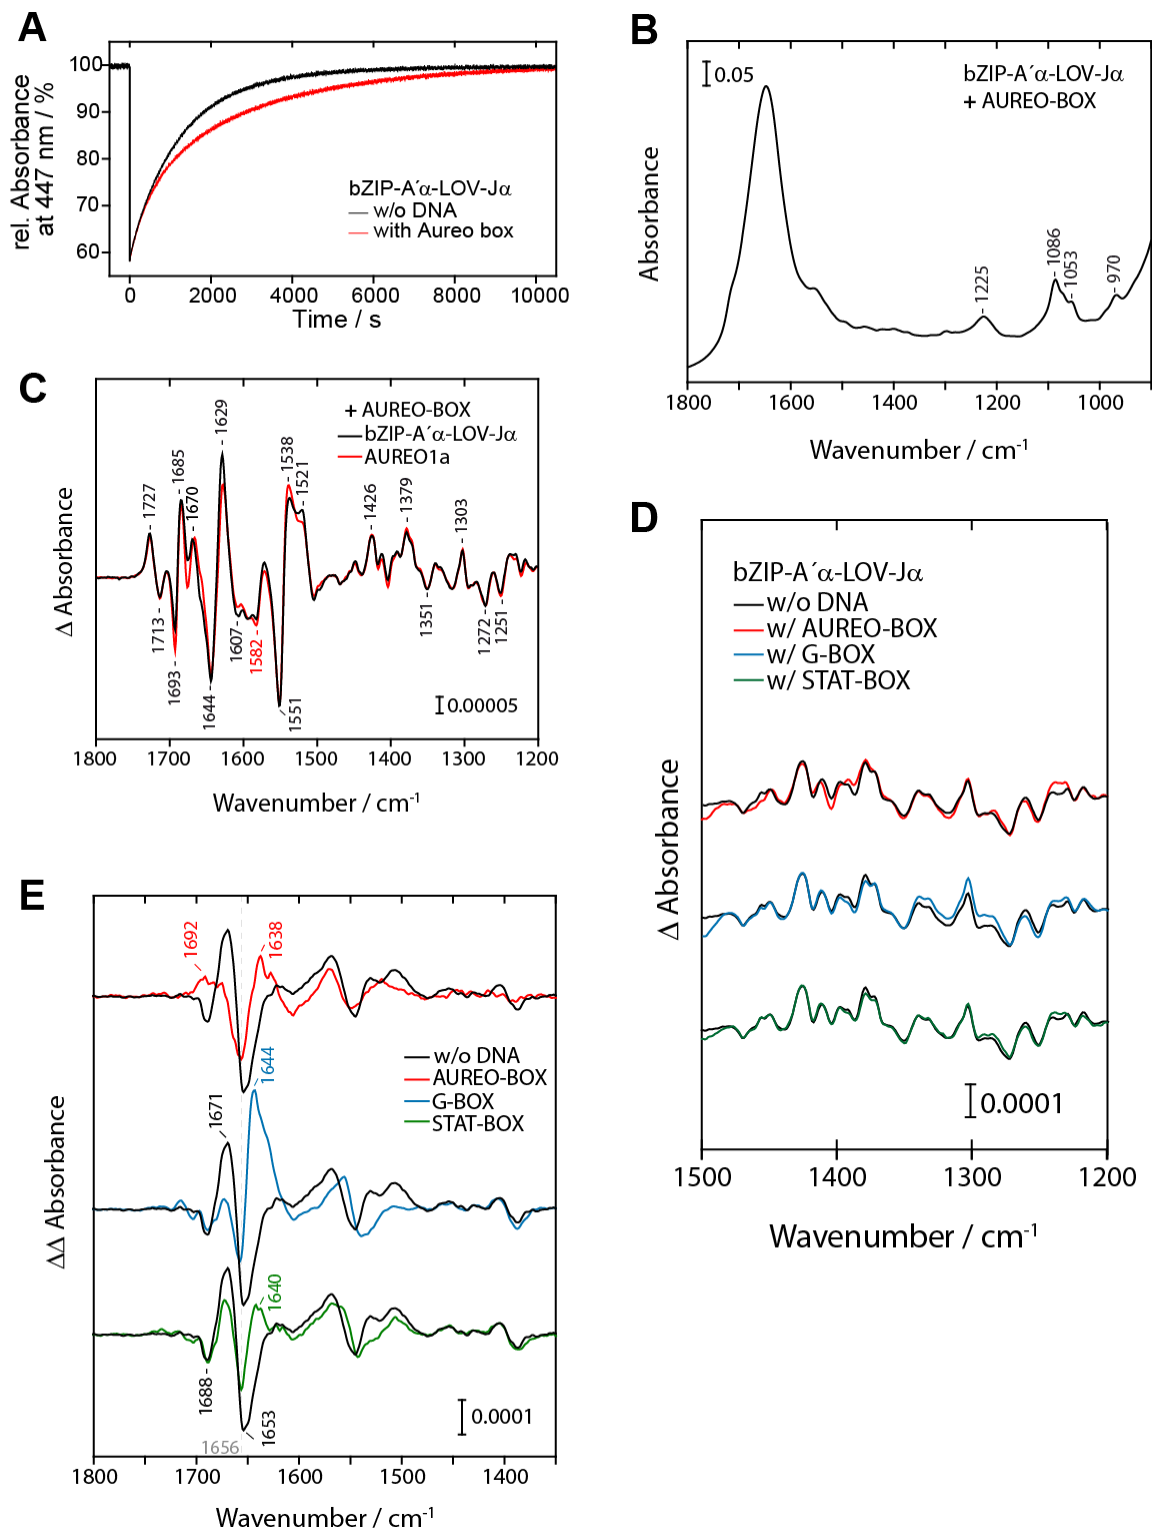 A
rel. Absorbance
at 447 nm / %
100
90
80
70
60
bZIP-A´α-LOV-Jα
w/o DNA
with Aureo box
0 2000 4000 6000 8000 10000
Time / s
B
0.05
bZIP-A´α-LOV-Jα
+ AUREO-BOX
Absorbance
1225
1086
1053
970
1800 1600 1400 1200 1000
Wavenumber / cm-1
C
+ AUREO-BOX
bZIP-A´α-LOV-Jα
AUREO1a
Δ Absorbance
1727
1713
1693
1685
1670
1644
1629
1607
1582
1551
1538
1521
1426
1379
1351
1303
1272
1251
0.00005
1800 1700 1600 1500 1400 1300 1200
Wavenumber / cm-1
D
bZIP-A´α-LOV-Jα
w/o DNA
w/ AUREO-BOX
w/ G-BOX
w/ STAT-BOX
Δ Absorbance
0.0001
1500 1400 1300 1200
Wavenumber / cm-1
E
1692
1638
w/o DNA
AUREO-BOX
G-BOX
STAT-BOX
1644
1671
1640
1688
1653
1656
0.0001
ΔΔ Absorbance
1800 1700 1600 1500 1400
Wavenumber / cm-1